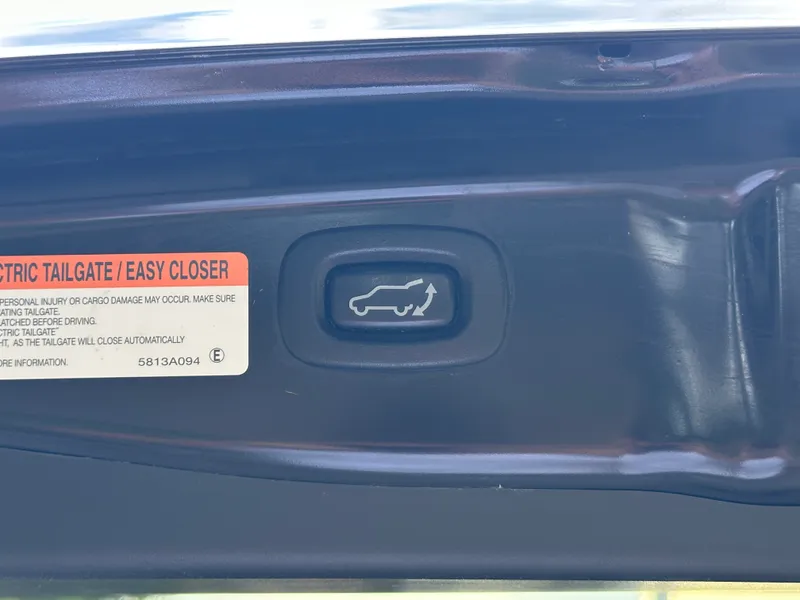 CTRIC TAILGATE / EASY CLOSER
PERSONAL INJURY OR CARGO DAMAGE MAY OCCUR. MAKE SURE
ATING TAILGATE.
ATCHED BEFORE DRIVING.
CTRIC TAILGATE"
HT, AS THE TAILGATE WILL CLOSE AUTOMATICALLY
ORE INFORMATION.
5813A094 E